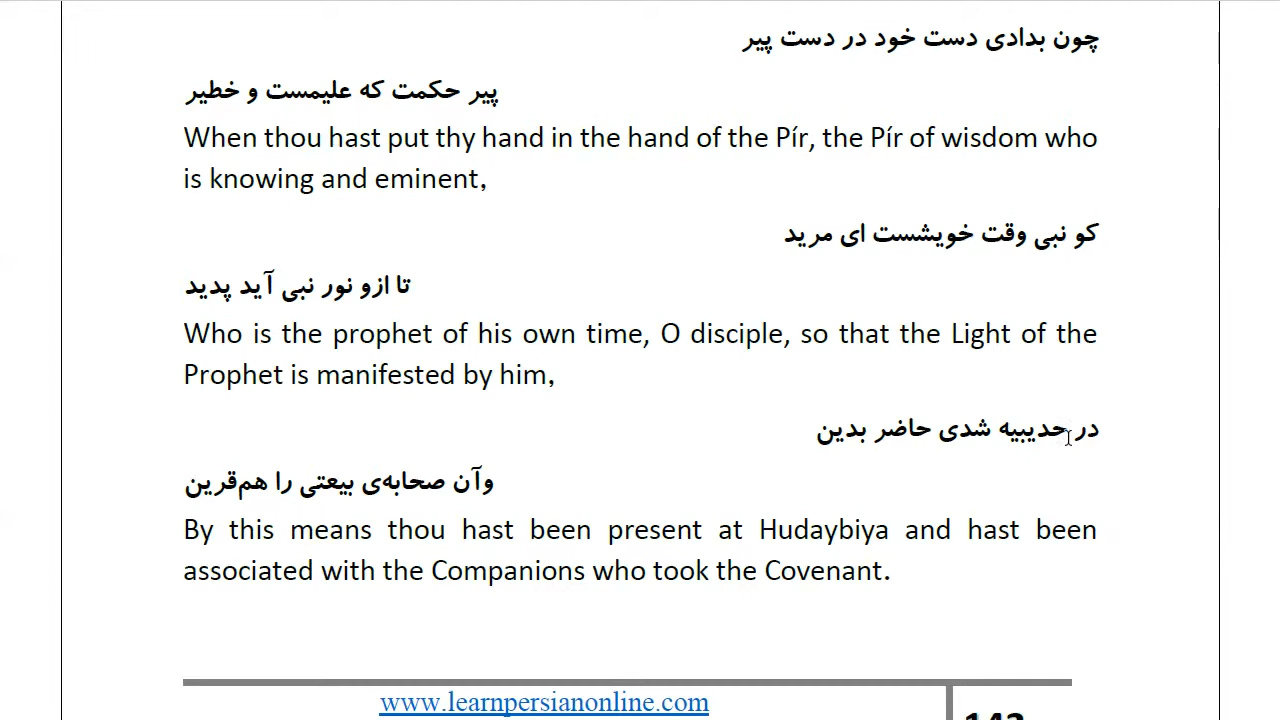 چون بدادی دست خود در دست پیر
پیر حکمت که علیمست و خطیر
When thou hast put thy hand in the hand of the Pír, the Pír of wisdom who
is knowing and eminent,
کو نبی وقت خویشست ای مرید
تا ازو نور نبی آید پدید
Who is the prophet of his own time, O disciple, so that the Light of the
Prophet is manifested by him,
در حدیبیه شدی حاضر بدین
وآن صحابه‌ی بیعتی را هم‌قرین
By this means thou hast been present at Hudaybiya and hast been
associated with the Companions who took the Covenant.
www.learnpersianonline.com